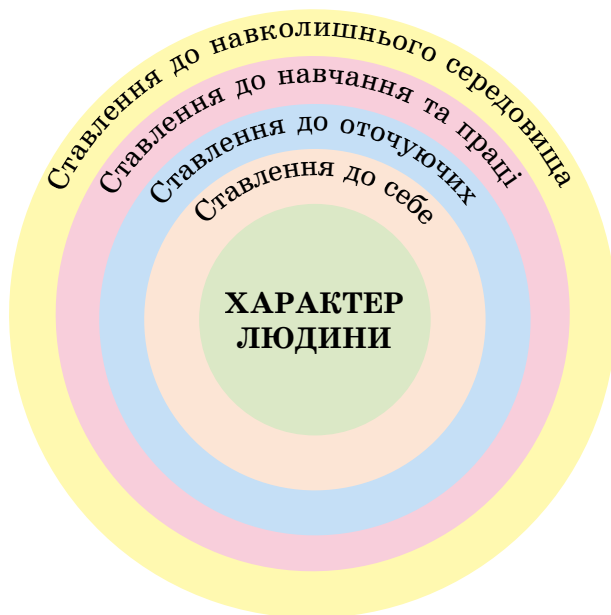 Ставлення до навколишнього середовища
Ставлення до навчання та праці
Ставлення до оточуючих
Ставлення до себе
ХАРАКТЕР
ЛЮДИНИ